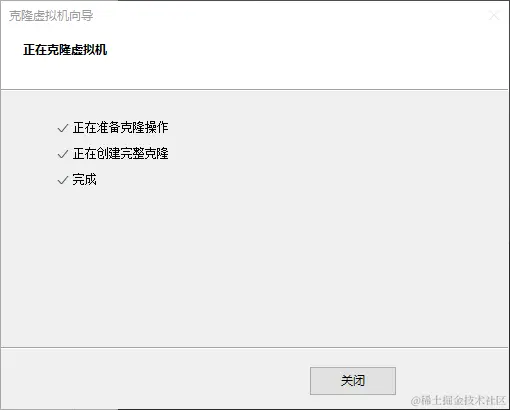 克隆虚拟机向导
正在克隆虚拟机
正在准备克隆操作
正在创建完整克隆
完成
关闭
@稀土掘金技术社区